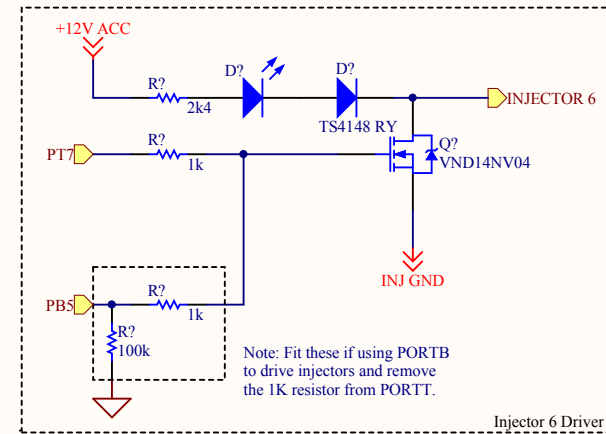 +12V ACC
R?
2k4
D?
D?
TS4148 RY
INJECTOR 6
PT7
R?
1k
Q?
VND14NV04
INJ GND
PB5
R?
1k
R?
100k
Note: Fit these if using PORTB
to drive injectors and remove
the 1K resistor from PORTT.
Injector 6 Driver